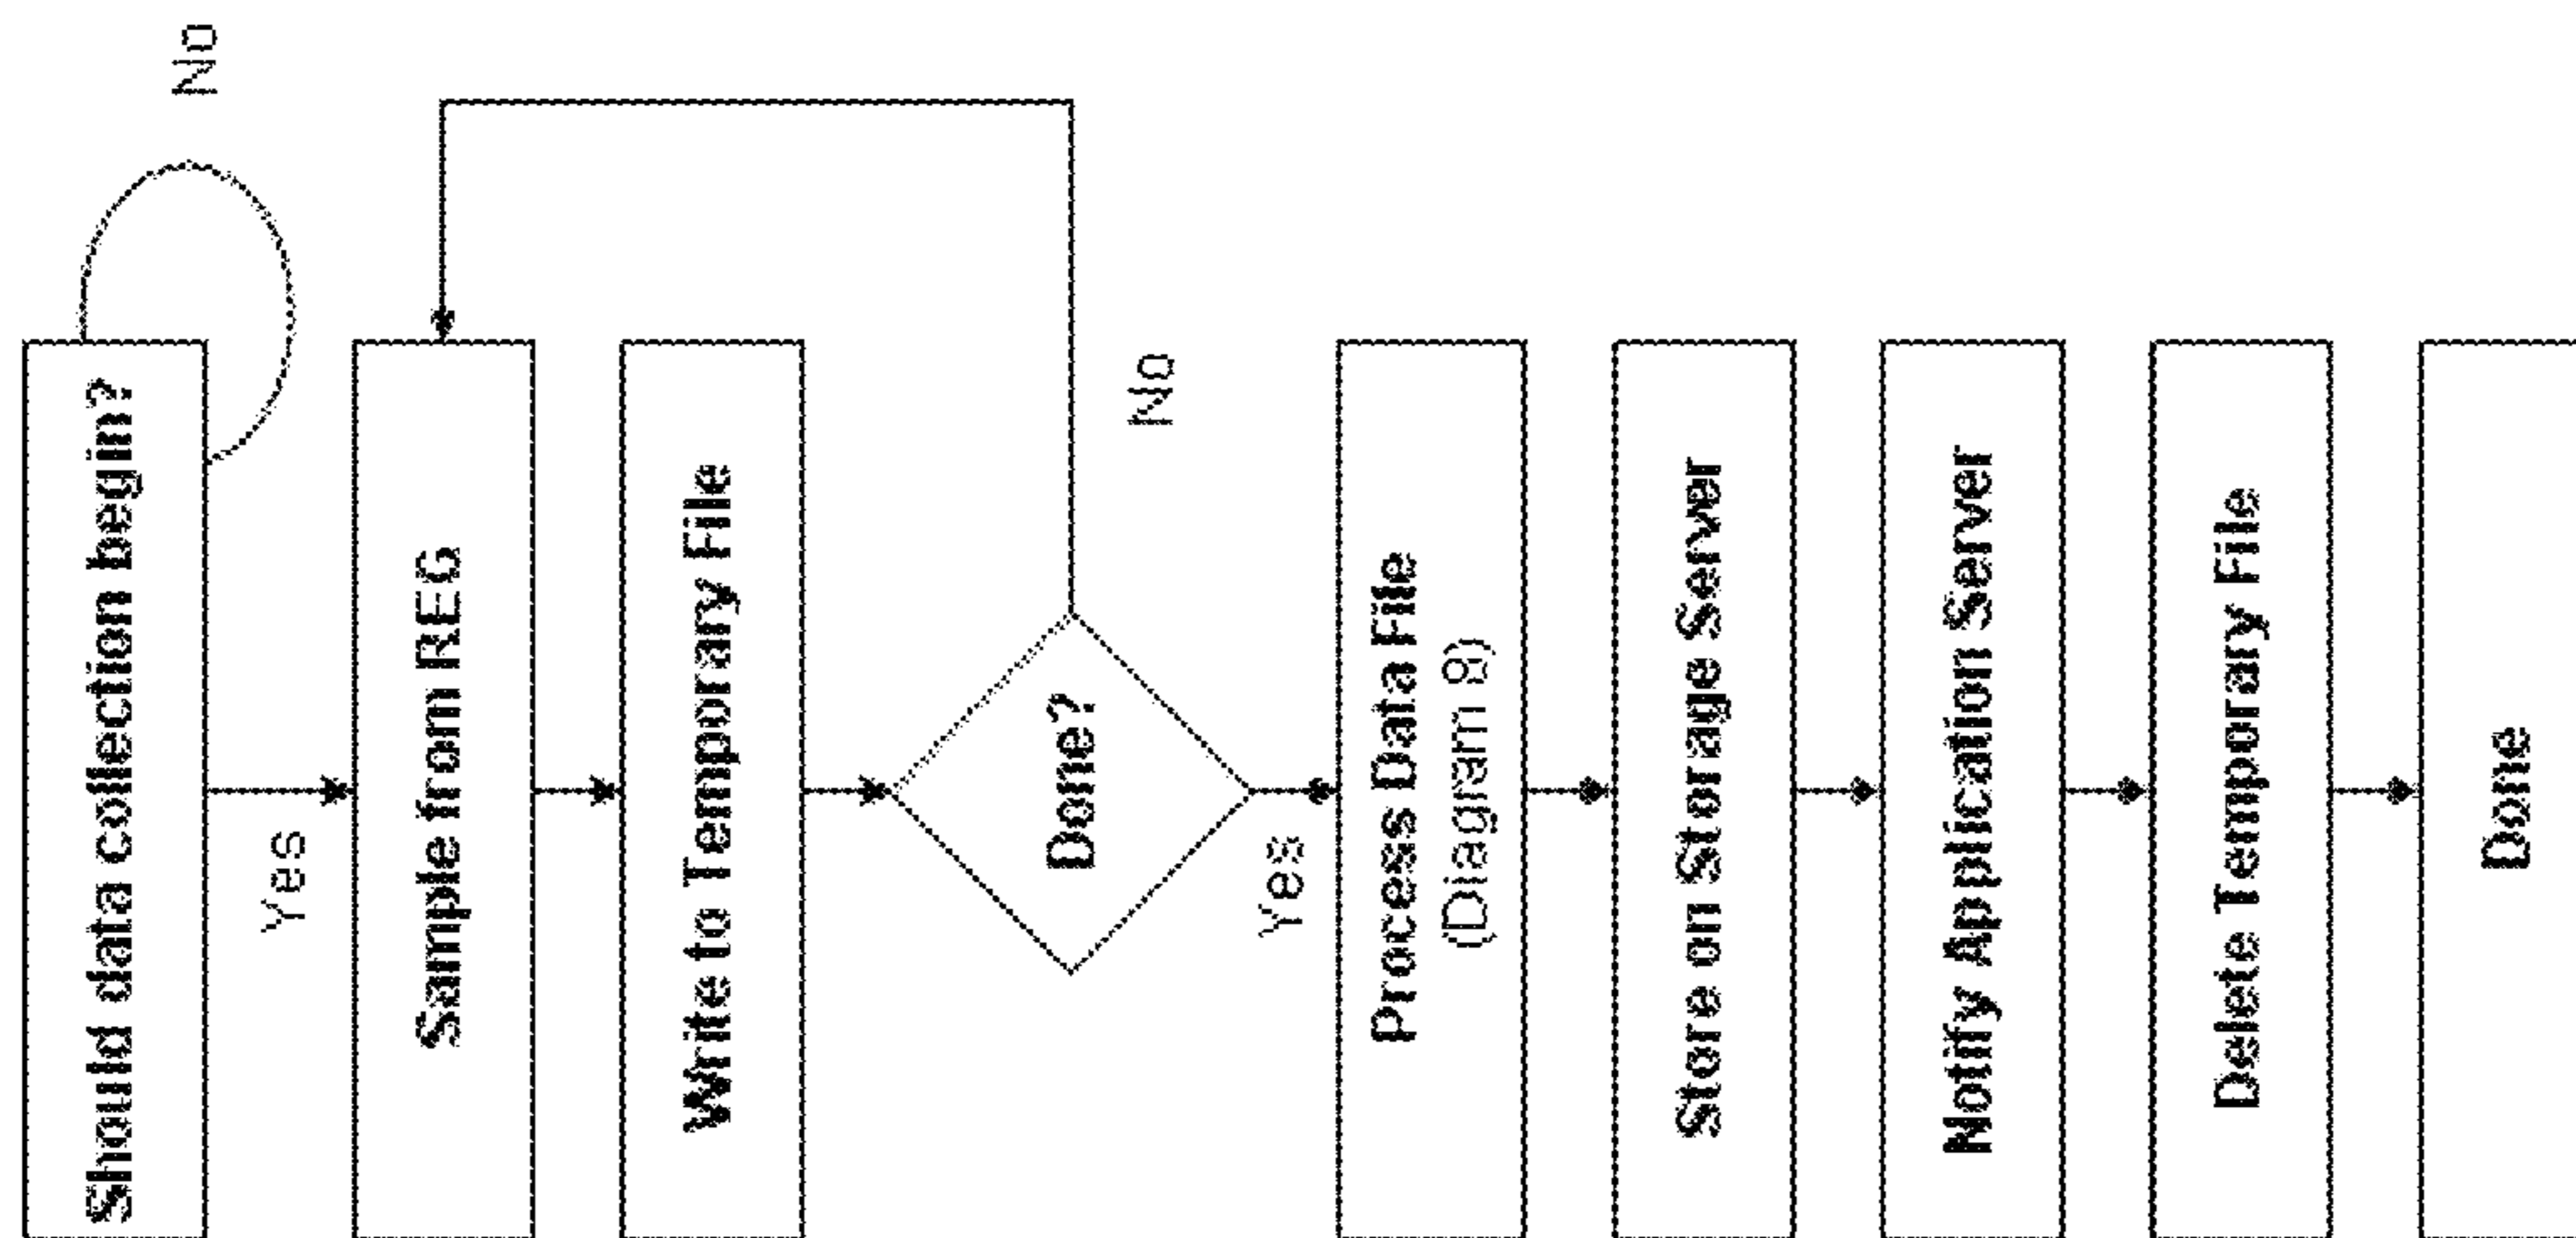 Should data collection begin?
No
Yes
Sample from REG
Write to Temporary File
Done?
No
Yes
Process Data File
(Diagram 8)
Store on Storage Server
Notify Application Server
Delete Temporary File
Done